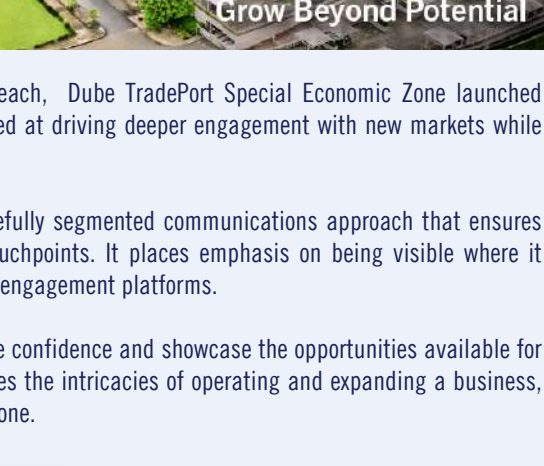 Grow Beyond Potential
each, Dube TradePort Special Economic Zone launched
ed at driving deeper engagement with new markets while
efully segmented communications approach that ensures
uchpoints. It places emphasis on being visible where it
engagement platforms.
e confidence and showcase the opportunities available for
es the intricacies of operating and expanding a business,
one.